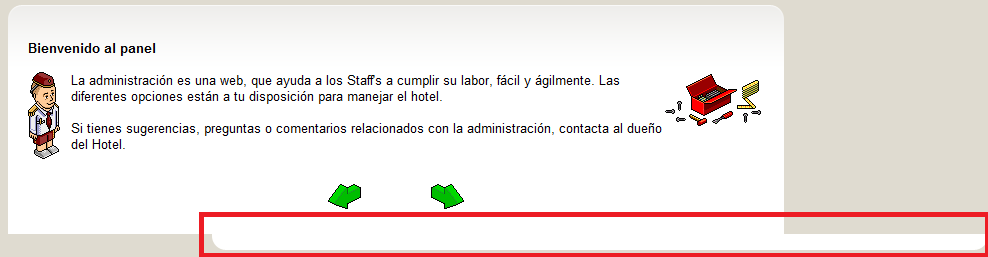 Bienvenido al panel
La administración es una web, que ayuda a los Staff's a cumplir su labor, fácil y ágilmente. Las
diferentes opciones están a tu disposición para manejar el hotel.
Si tienes sugerencias, preguntas o comentarios relacionados con la administración, contacta al dueño
del Hotel.